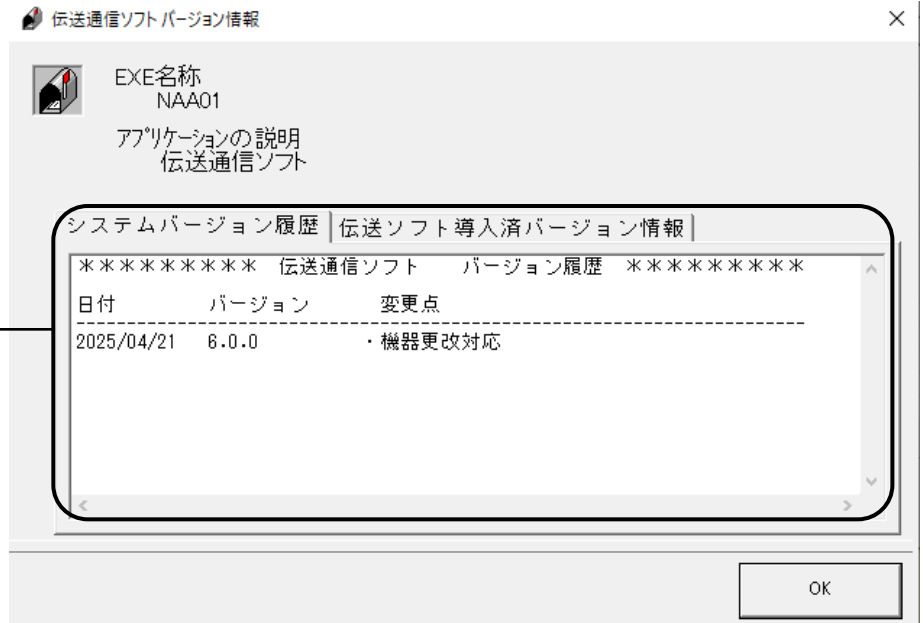 伝送通信ソフト バージョン情報
EXE名称
NAA01
アプリケーションの説明
伝送通信ソフト
システムバージョン履歴 伝送ソフト導入済バージョン情報
********* 伝送通信ソフト バージョン履歴 *********
日付 バージョン 変更点
--------------------------------------------------------------------------
2025/04/21 6.0.0 ・機器更改対応
OK